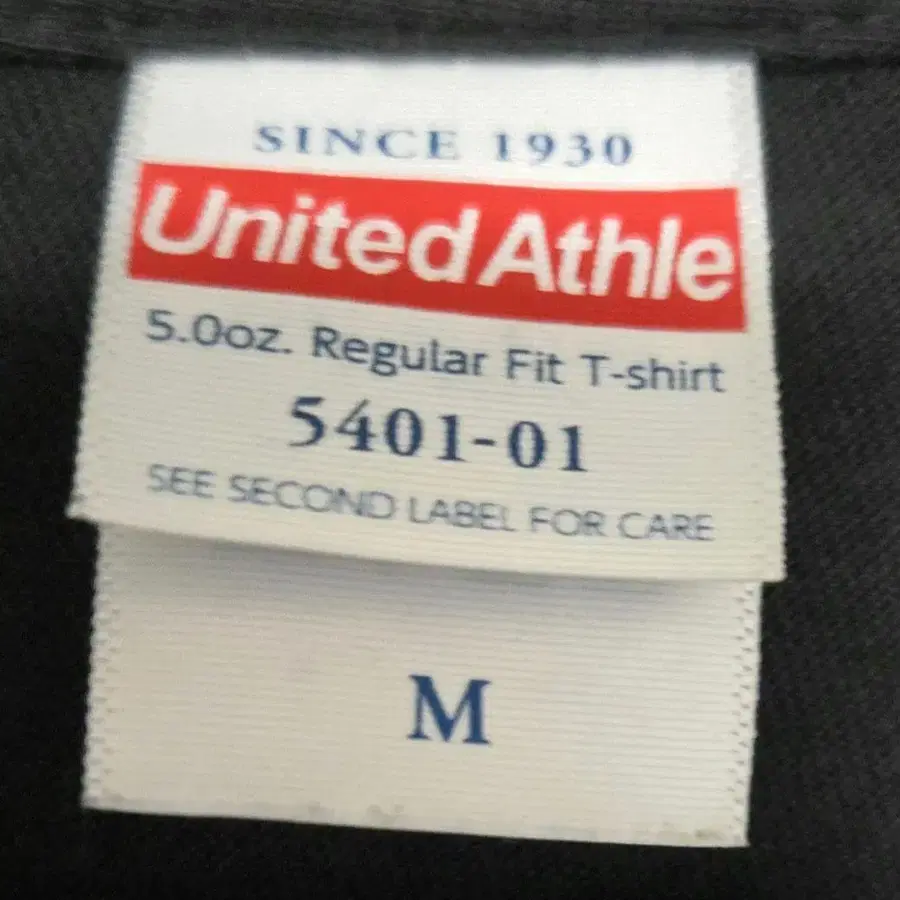 SINCE 1930
United Athle
5.0oz. Regular Fit T-shirt
5401-01
SEE SECOND LABEL FOR CARE
M